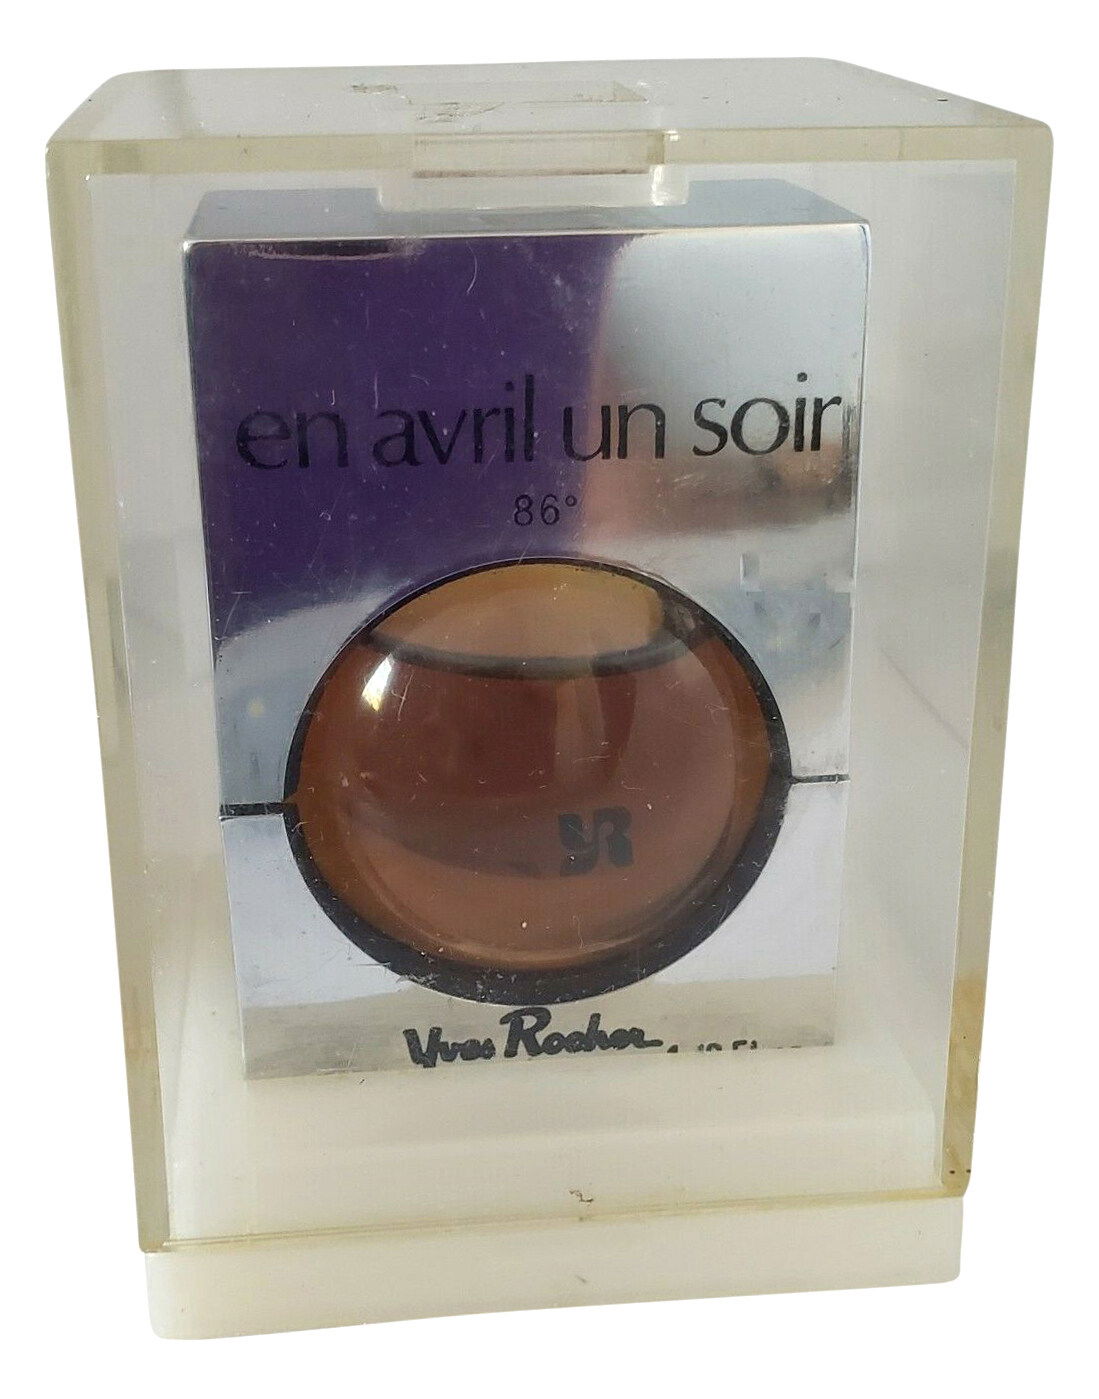 en avril un soir
86°
YR
Yves Rocher